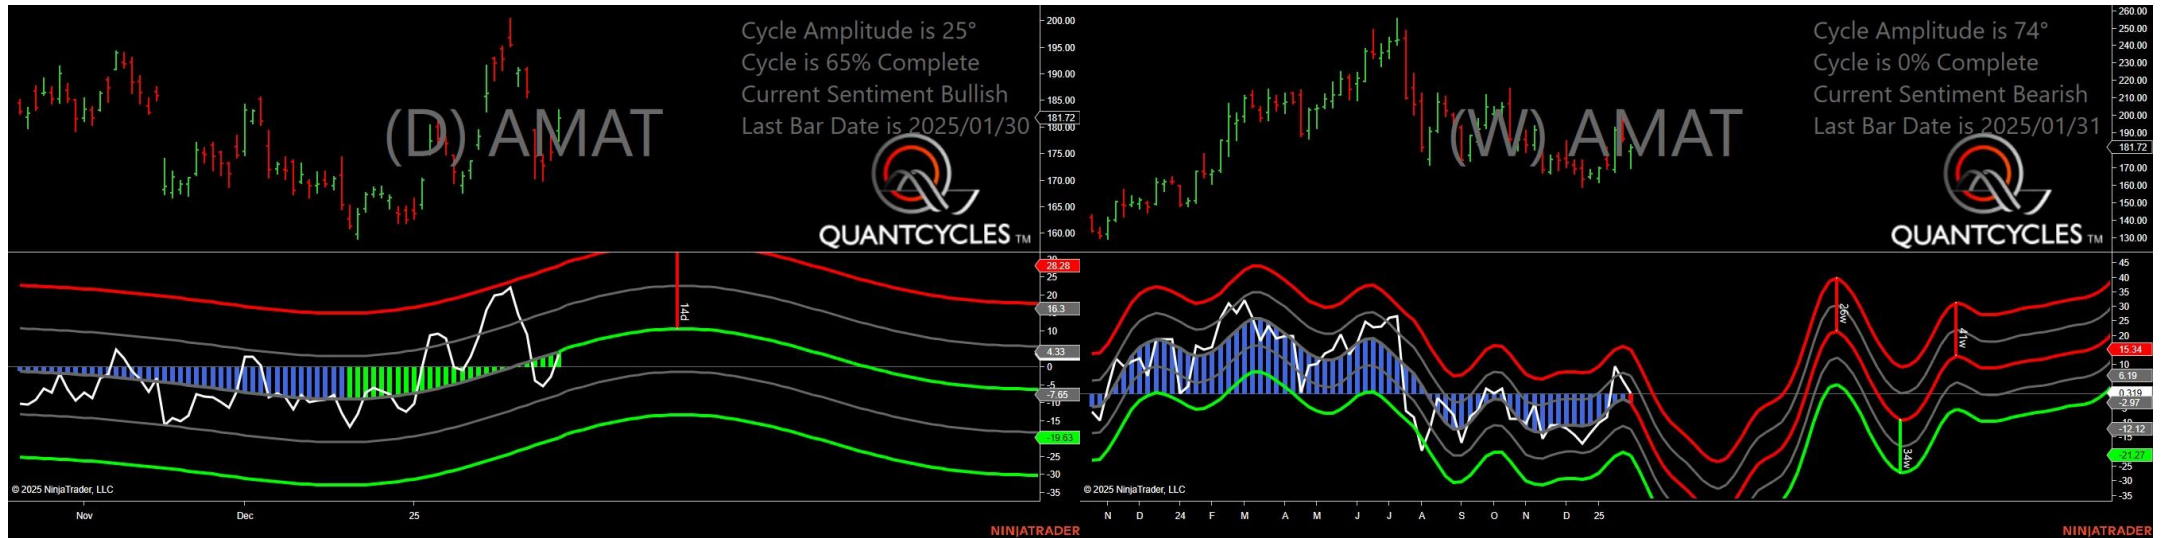 Cycle Amplitude is 25°
Cycle is 65% Complete
Current Sentiment Bullish
Last Bar Date is 2025/01/30
(D) AMAT
QUANTCYCLES TM
200.00
195.00
190.00
185.00
181.72
180.00
175.00
170.00
165.00
160.00
28.28
25
20
16.3
10
4.33
0
-5
-7.65
-10
-15
-19.63
-25
-30
-35
14d
© 2025 NinjaTrader, LLC
Nov Dec 25
NINJATRADER
Cycle Amplitude is 74°
Cycle is 0% Complete
Current Sentiment Bearish
Last Bar Date is 2025/01/31
(W) AMAT
QUANTCYCLES TM
260.00
250.00
240.00
230.00
220.00
210.00
200.00
190.00
181.72
170.00
160.00
150.00
140.00
130.00
45
40
35
30
25
20
15.34
6.19
0.319
-2.97
-12.12
-15
-21.27
-25
-30
-35
26w
41w
34w
© 2025 NinjaTrader, LLC
N D 24 F M A M J J A S O N D 25
NINJATRADER